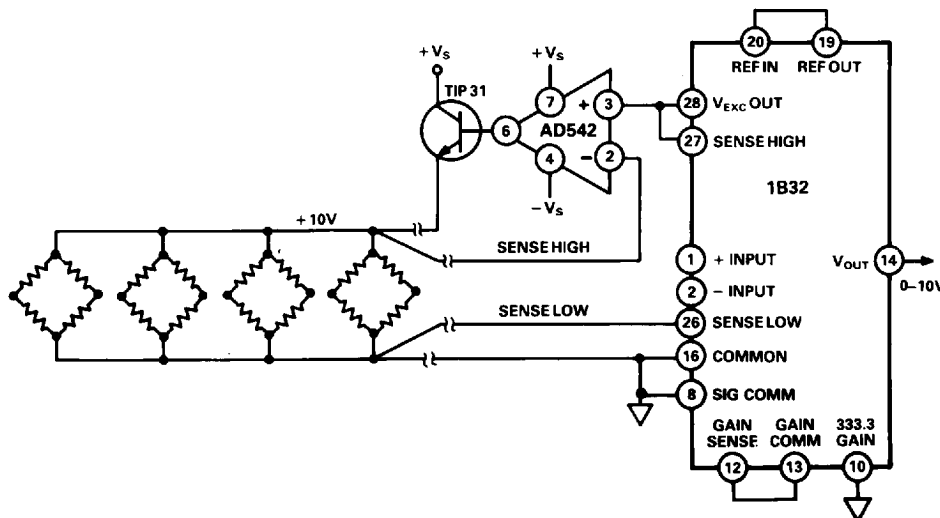 20
19
REF IN
REF OUT
+ Vs
+ Vs
TIP 31
7
+
3
28
VEXC OUT
6
AD542
27
SENSE HIGH
4
−
2
1B32
− Vs
+ 10V
SENSE HIGH
1
+ INPUT
VOUT
14
2
− INPUT
0–10V
SENSE LOW
26
SENSE LOW
16
COMMON
8
SIG COMM
GAIN SENSE
GAIN COMM
333.3 GAIN
12
13
10